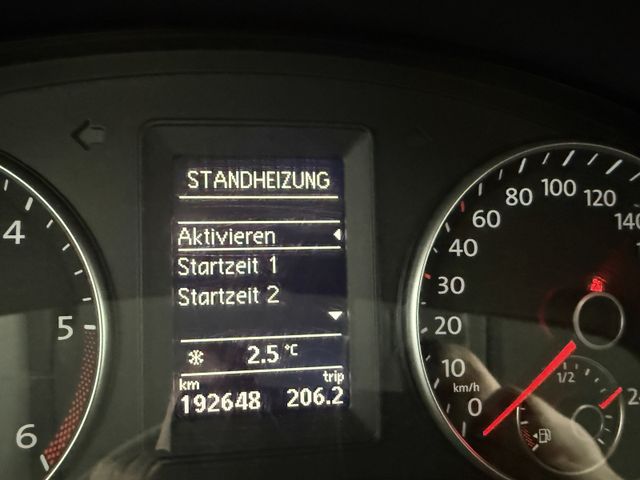 STANDHEIZUNG
Aktivieren
Startzeit 1
Startzeit 2
2.5 °C
km trip
192648 206.2
4
5
6
0
10
20
30
40
60
80
100
120
140
km/h
1/2